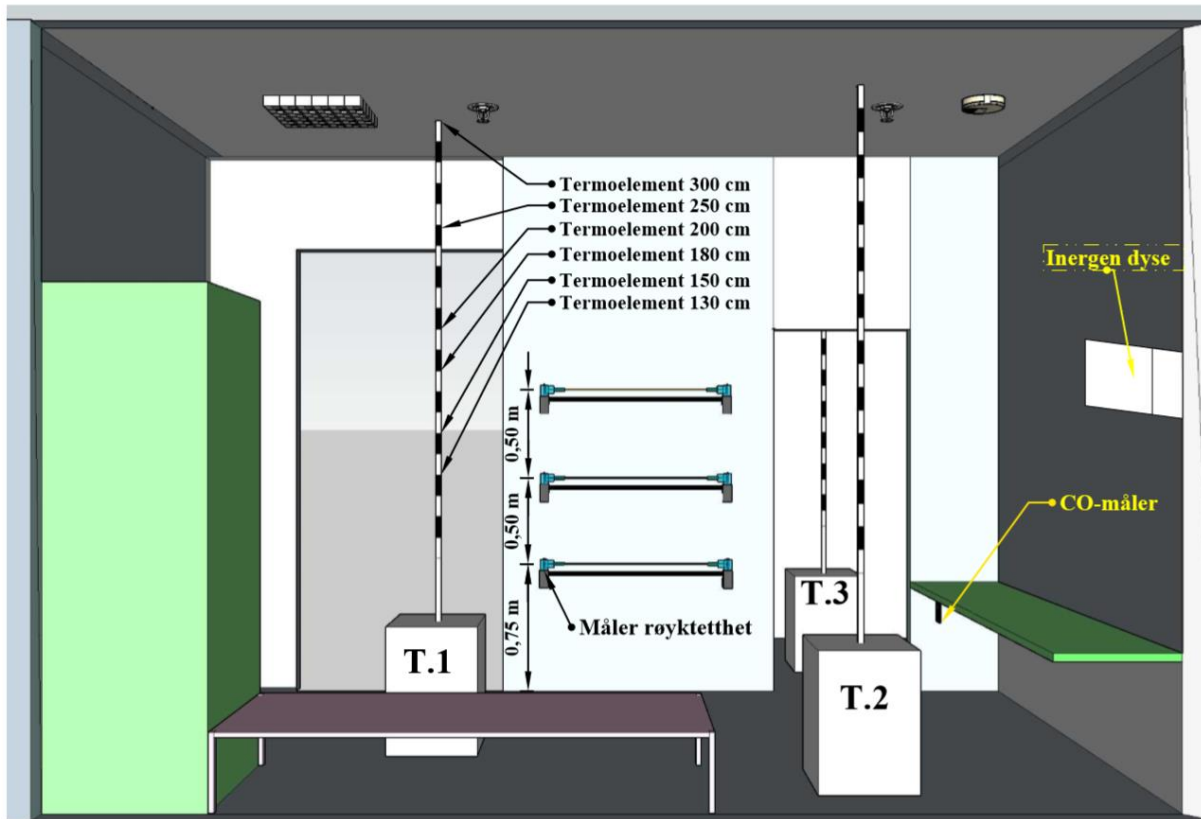 Termoelement 300 cm
Termoelement 250 cm
Termoelement 200 cm
Termoelement 180 cm
Termoelement 150 cm
Termoelement 130 cm
Inergen dyse
0,50 m
0,50 m
0,75 m
CO-måler
Måler røyktetthet
T.1
T.3
T.2